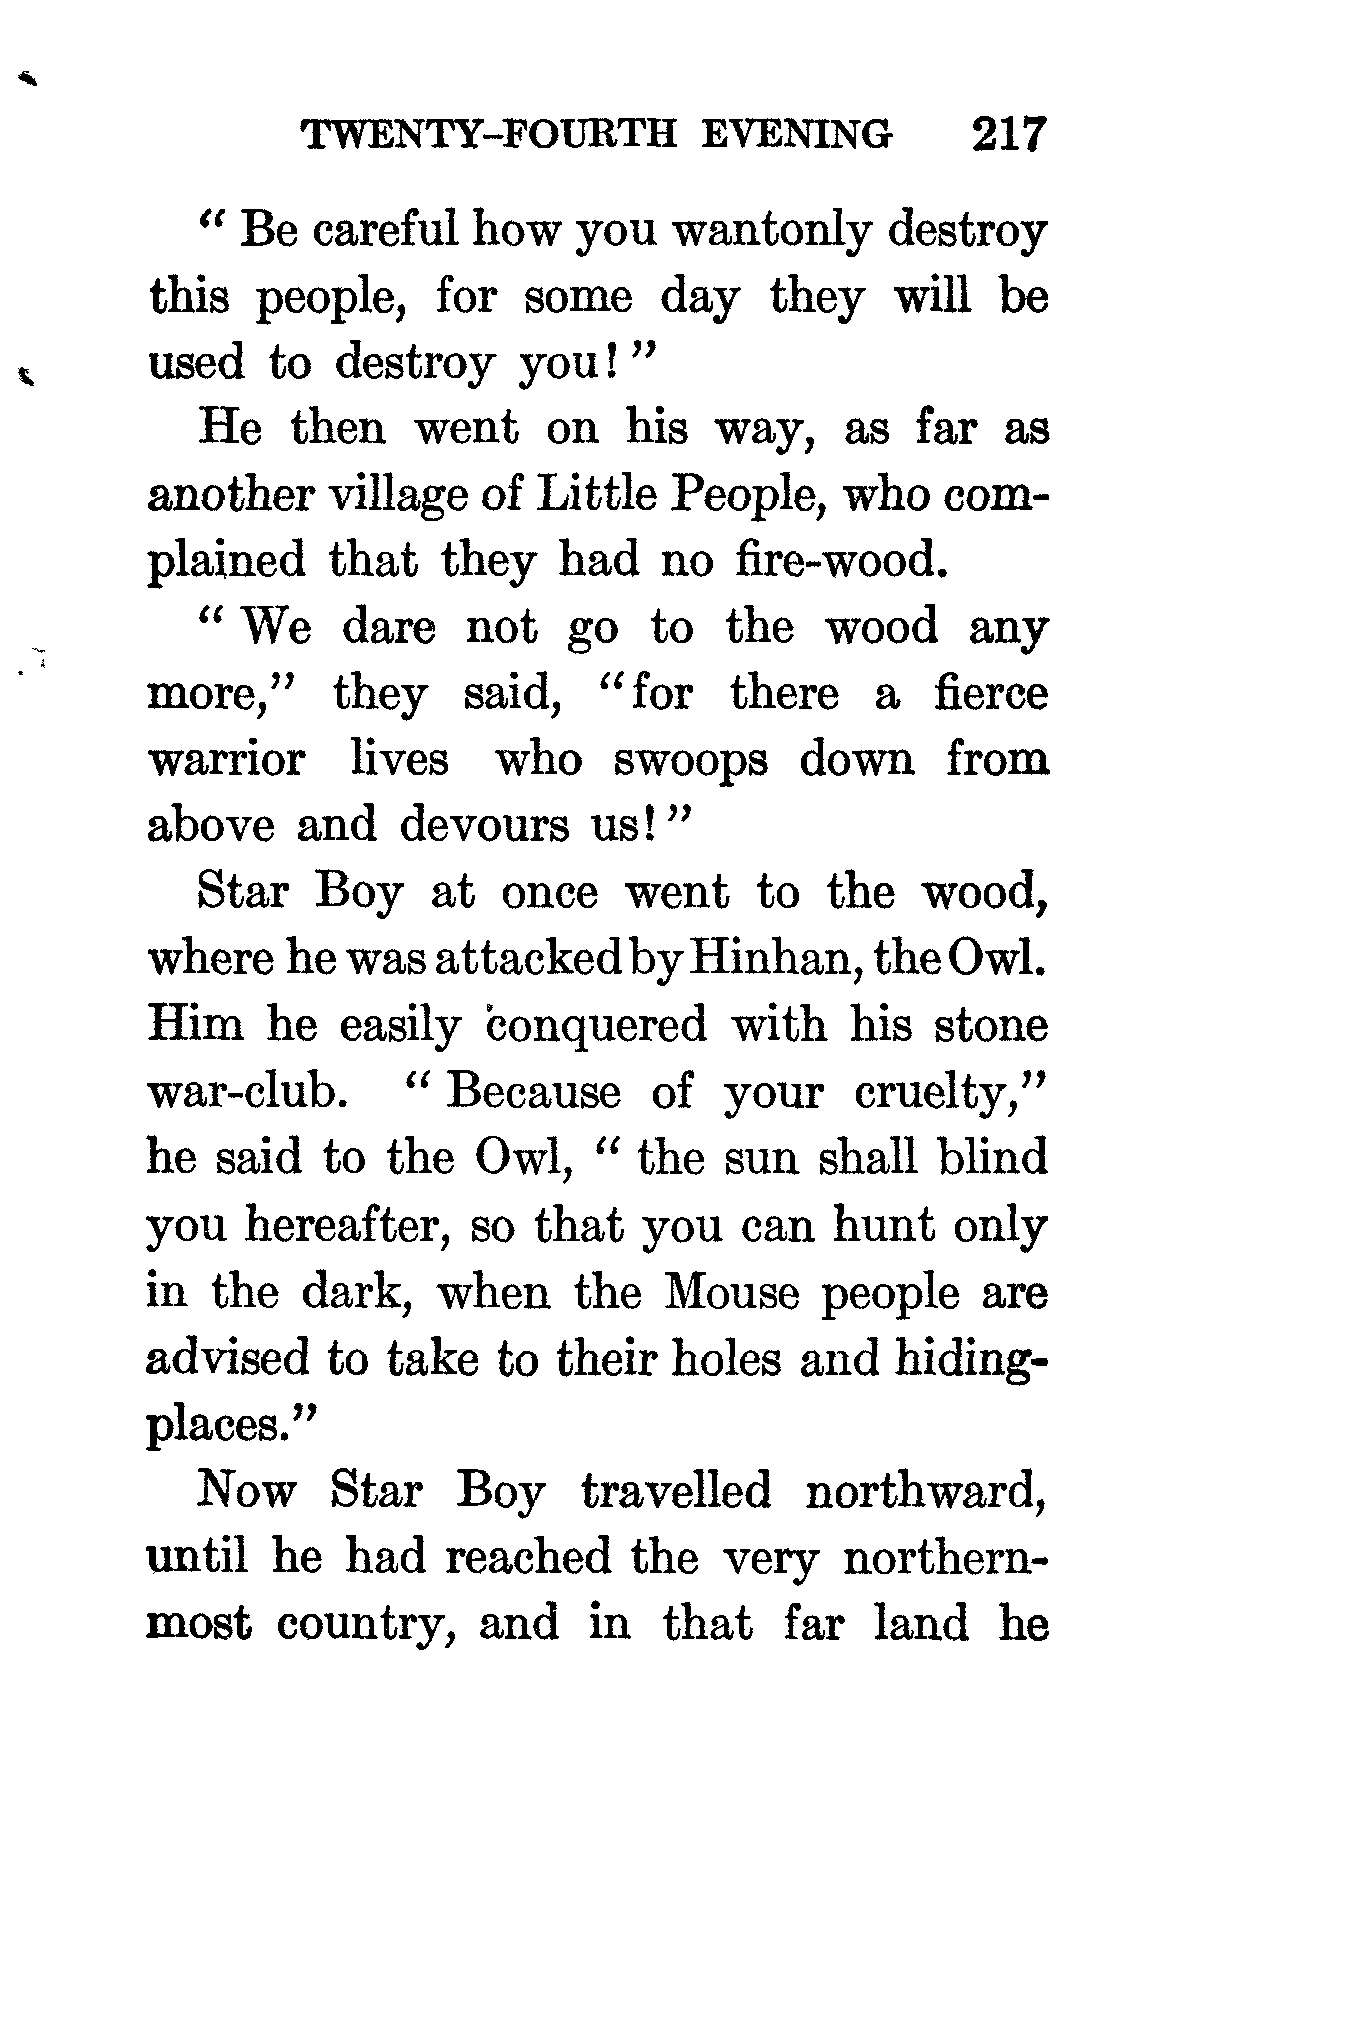 TWENTY-FOURTH EVENING 217
“ Be careful how you wantonly destroy
this people, for some day they will be
used to destroy you! ”
He then went on his way, as far as
another village of Little People, who com-
plained that they had no fire-wood.
“ We dare not go to the wood any
more,” they said, “for there a fierce
warrior lives who swoops down from
above and devours us! ”
Star Boy at once went to the wood,
where he was attacked by Hinhan, the Owl.
Him he easily conquered with his stone
war-club. “ Because of your cruelty,”
he said to the Owl, “ the sun shall blind
you hereafter, so that you can hunt only
in the dark, when the Mouse people are
advised to take to their holes and hiding-
places.”
Now Star Boy travelled northward,
until he had reached the very northern-
most country, and in that far land he